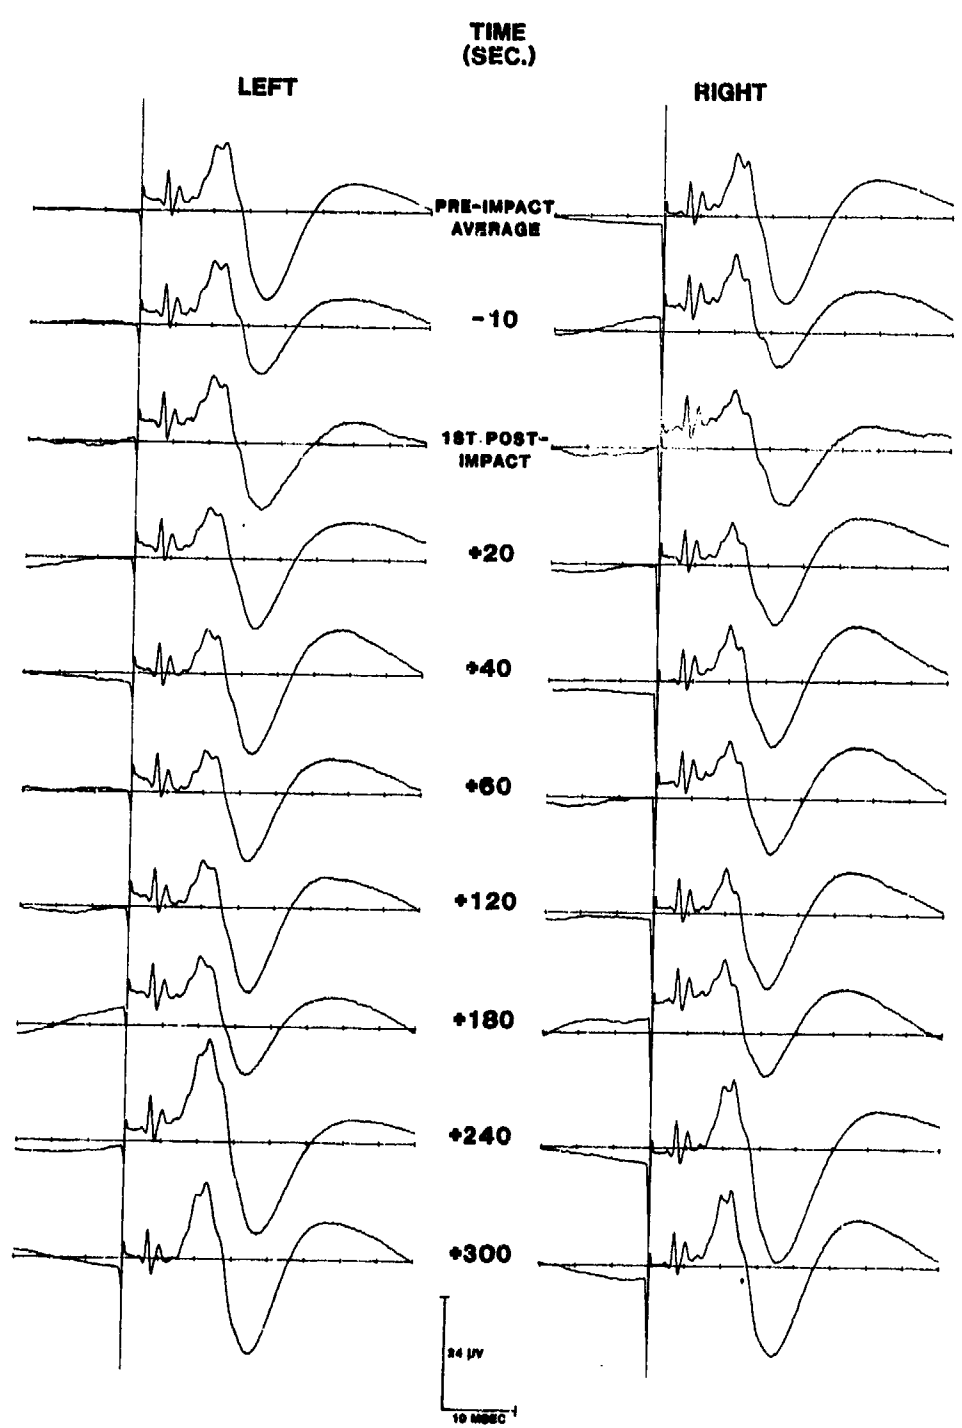 TIME
(SEC.)
LEFT
RIGHT
PRE-IMPACT
AVERAGE
-10
1ST POST-
IMPACT
+20
+40
+60
+120
+180
+240
+300
24 μV
10 MSEC